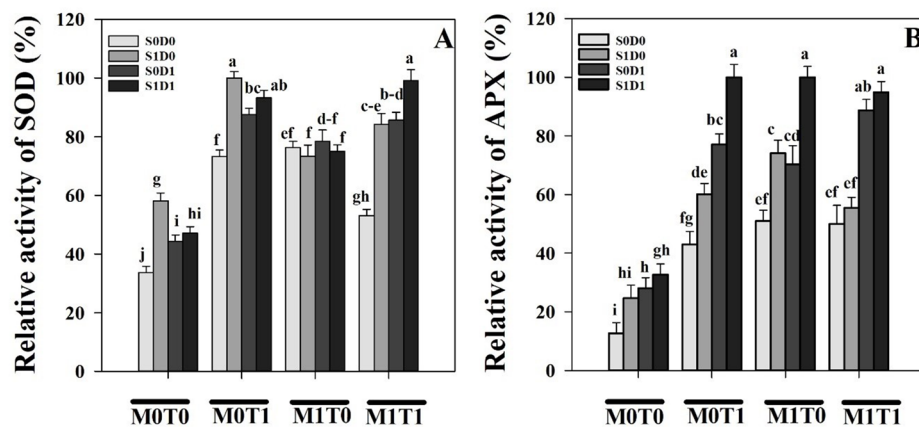 Relative activity of SOD (%)
120
100
80
60
40
20
0
S0D0
S1D0
S0D1
S1D1
A
j
g
i
hi
f
a
bc
ab
ef
f
d-f
f
gh
c-e
b-d
a
M0T0
M0T1
M1T0
M1T1
Relative activity of APX (%)
120
100
80
60
40
20
0
S0D0
S1D0
S0D1
S1D1
B
i
hi
h
gh
fg
de
bc
a
ef
c
cd
a
ef
ef
ab
a
M0T0
M0T1
M1T0
M1T1